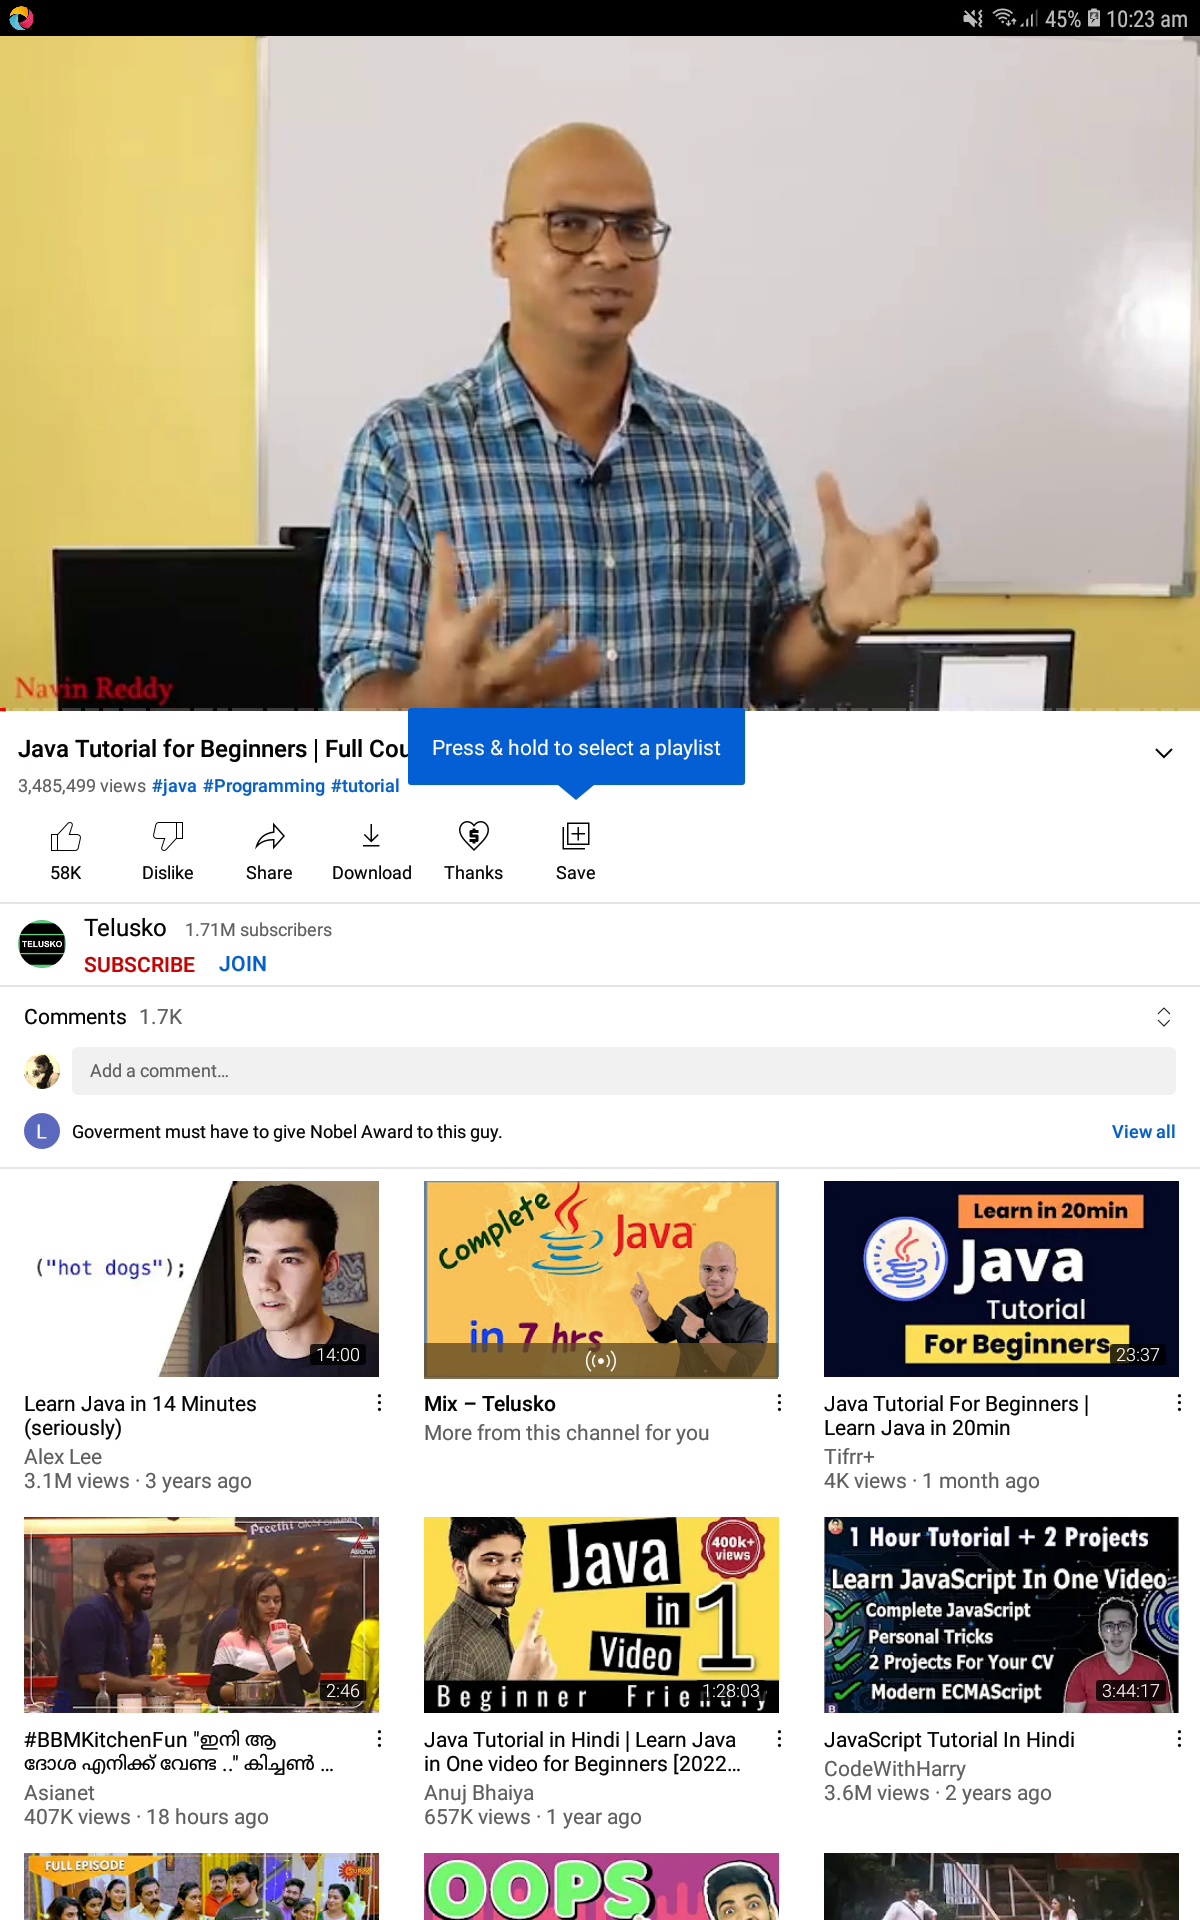 45% 10:23 am
Navin Reddy
Java Tutorial for Beginners | Full Cou
Press & hold to select a playlist
3,485,499 views #java #Programming #tutorial
58K
Dislike
Share
Download
Thanks
Save
TELUSKO
Telusko 1.71M subscribers
SUBSCRIBE JOIN
Comments 1.7K
Add a comment...
L
Goverment must have to give Nobel Award to this guy.
View all
("hot dogs");
14:00
Learn Java in 14 Minutes
(seriously)
Alex Lee
3.1M views · 3 years ago
Complete
Java
in 7 hrs
Mix – Telusko
More from this channel for you
Learn in 20min
Java
Tutorial
For Beginners
23:37
Java Tutorial For Beginners |
Learn Java in 20min
Tifrr+
4K views · 1 month ago
Preethi
Asianet
2:46
#BBMKitchenFun "ഇനി ആ
ദോശ എനിക്ക് വേണ്ട .." കിച്ചൺ ...
Asianet
407K views · 18 hours ago
400k+
views
Java
in
1
Video
Beginner
1:28:03
Java Tutorial in Hindi | Learn Java
in One video for Beginners [2022...
Anuj Bhaiya
657K views · 1 year ago
1 Hour Tutorial + 2 Projects
Learn JavaScript In One Video
Complete JavaScript
Personal Tricks
2 Projects For Your CV
Modern ECMAScript
3:44:17
JavaScript Tutorial In Hindi
CodeWithHarry
3.6M views · 2 years ago
FULL EPISODE
OOPS